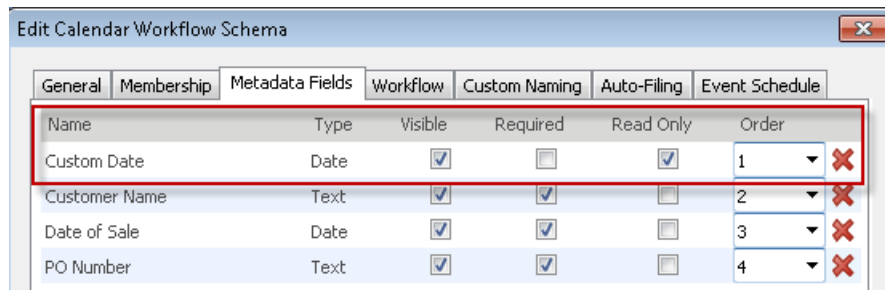 Edit Calendar Workflow Schema
General Membership Metadata Fields Workflow Custom Naming Auto-Filing Event Schedule
Name Type Visible Required Read Only Order
Custom Date Date 1
Customer Name Text 2
Date of Sale Date 3
PO Number Text 4